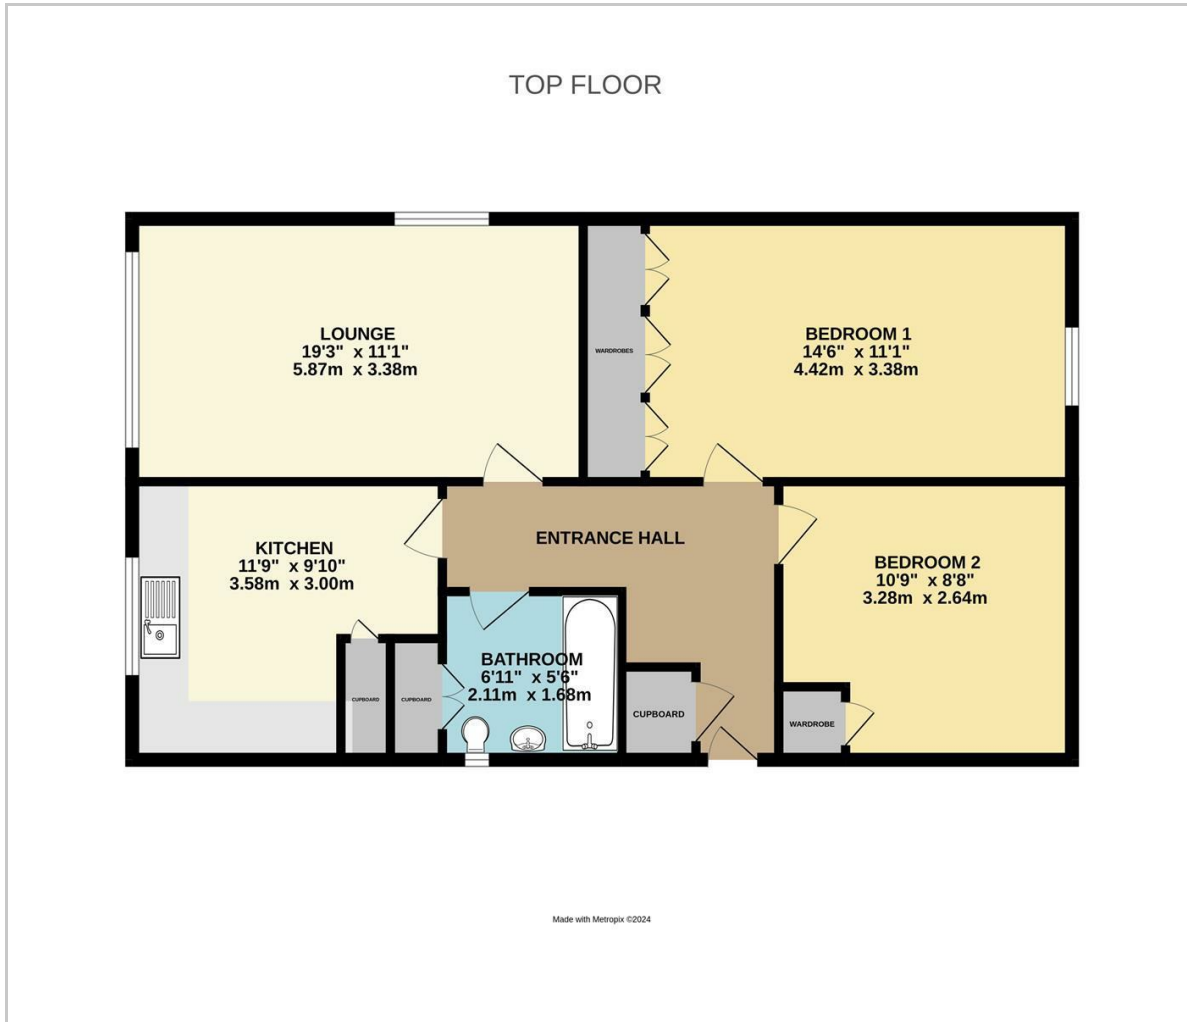 TOP FLOOR
LOUNGE
19'3" x 11'1"
5.87m x 3.38m
WARDROBES
BEDROOM 1
14'6" x 11'1"
4.42m x 3.38m
KITCHEN
11'9" x 9'10"
3.58m x 3.00m
ENTRANCE HALL
BEDROOM 2
10'9" x 8'8"
3.28m x 2.64m
BATHROOM
6'11" x 5'6"
2.11m x 1.68m
CUPBOARD
CUPBOARD
CUPBOARD
WARDROBE
Made with Metropix ©2024